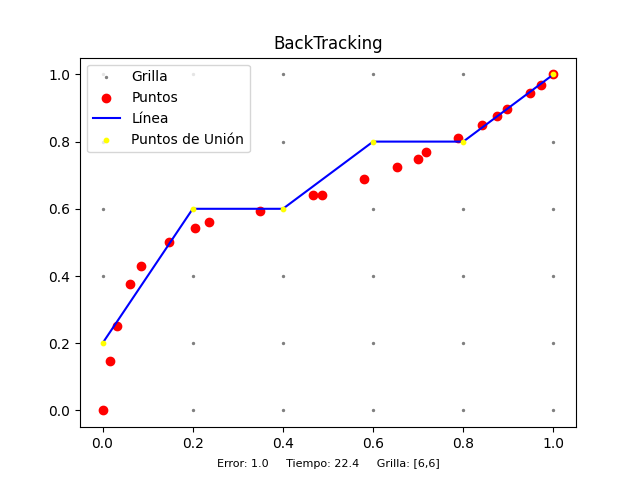 BackTracking
Grilla
Puntos
Línea
Puntos de Unión
1.0
0.8
0.6
0.4
0.2
0.0
0.0 0.2 0.4 0.6 0.8 1.0
Error: 1.0 Tiempo: 22.4 Grilla: [6,6]